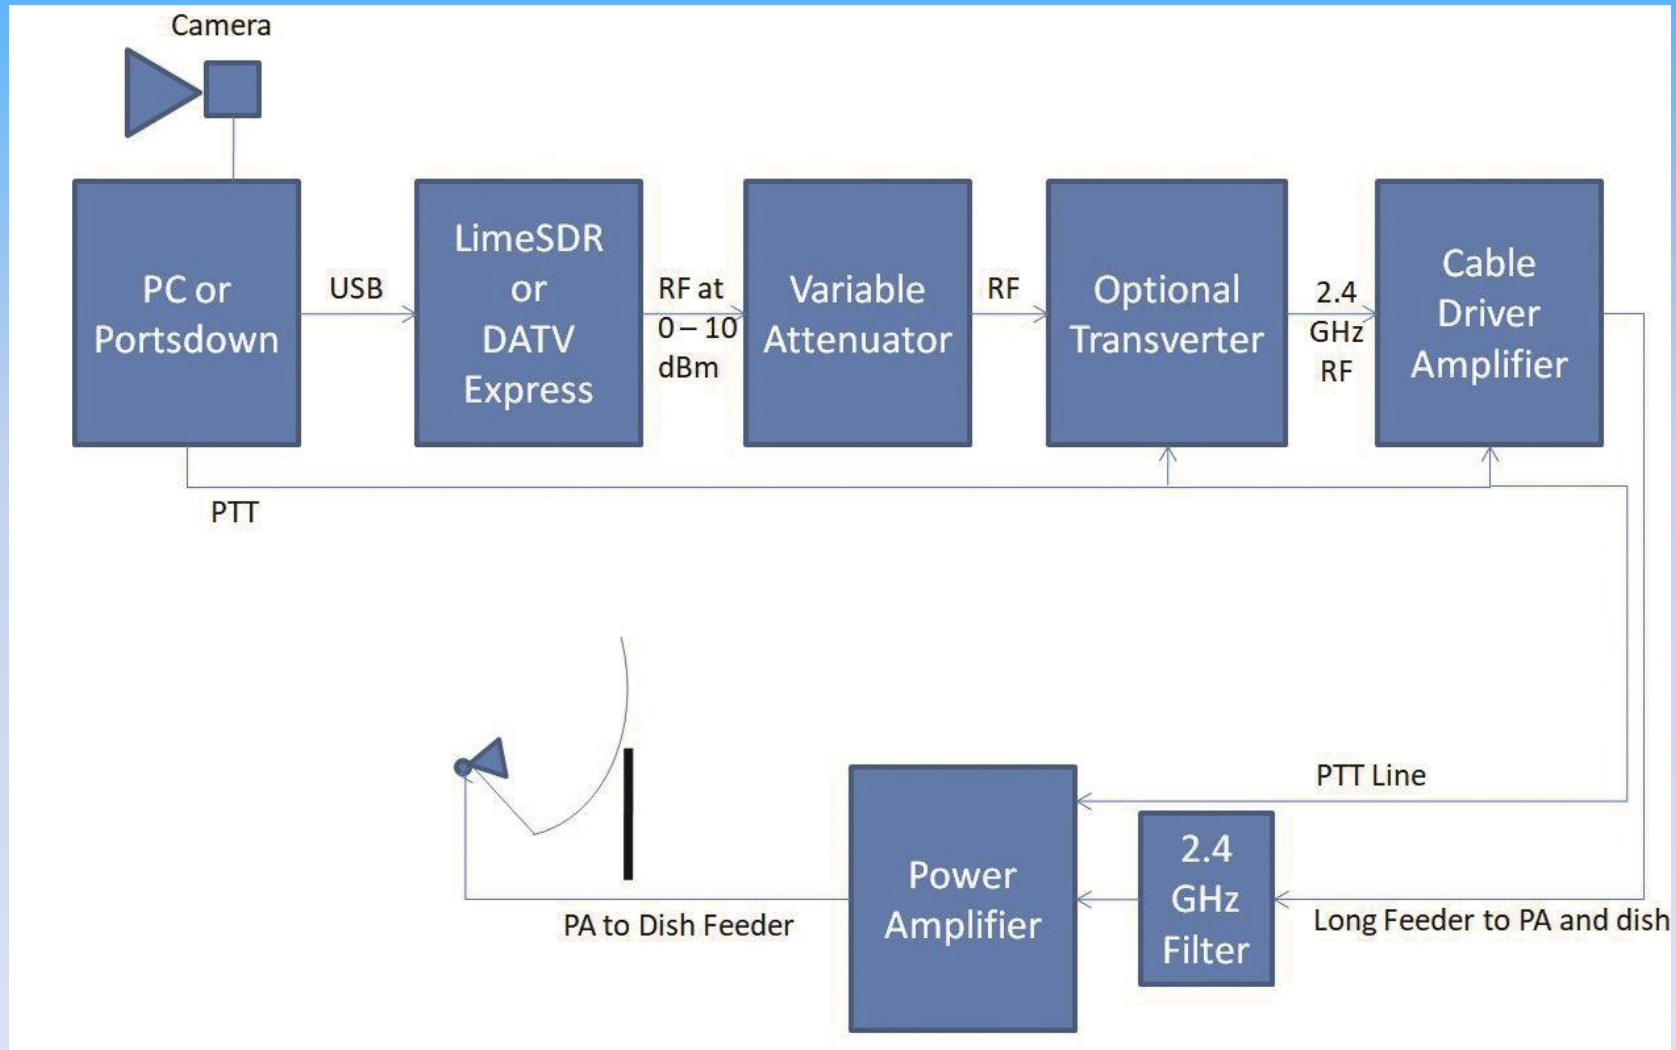 Camera
PC or
Portsdown
USB
LimeSDR
or
DATV
Express
RF at
0 – 10
dBm
Variable
Attenuator
RF
Optional
Transverter
2.4
GHz
RF
Cable
Driver
Amplifier
PTT
PTT Line
2.4
GHz
Filter
Power
Amplifier
PA to Dish Feeder
Long Feeder to PA and dish